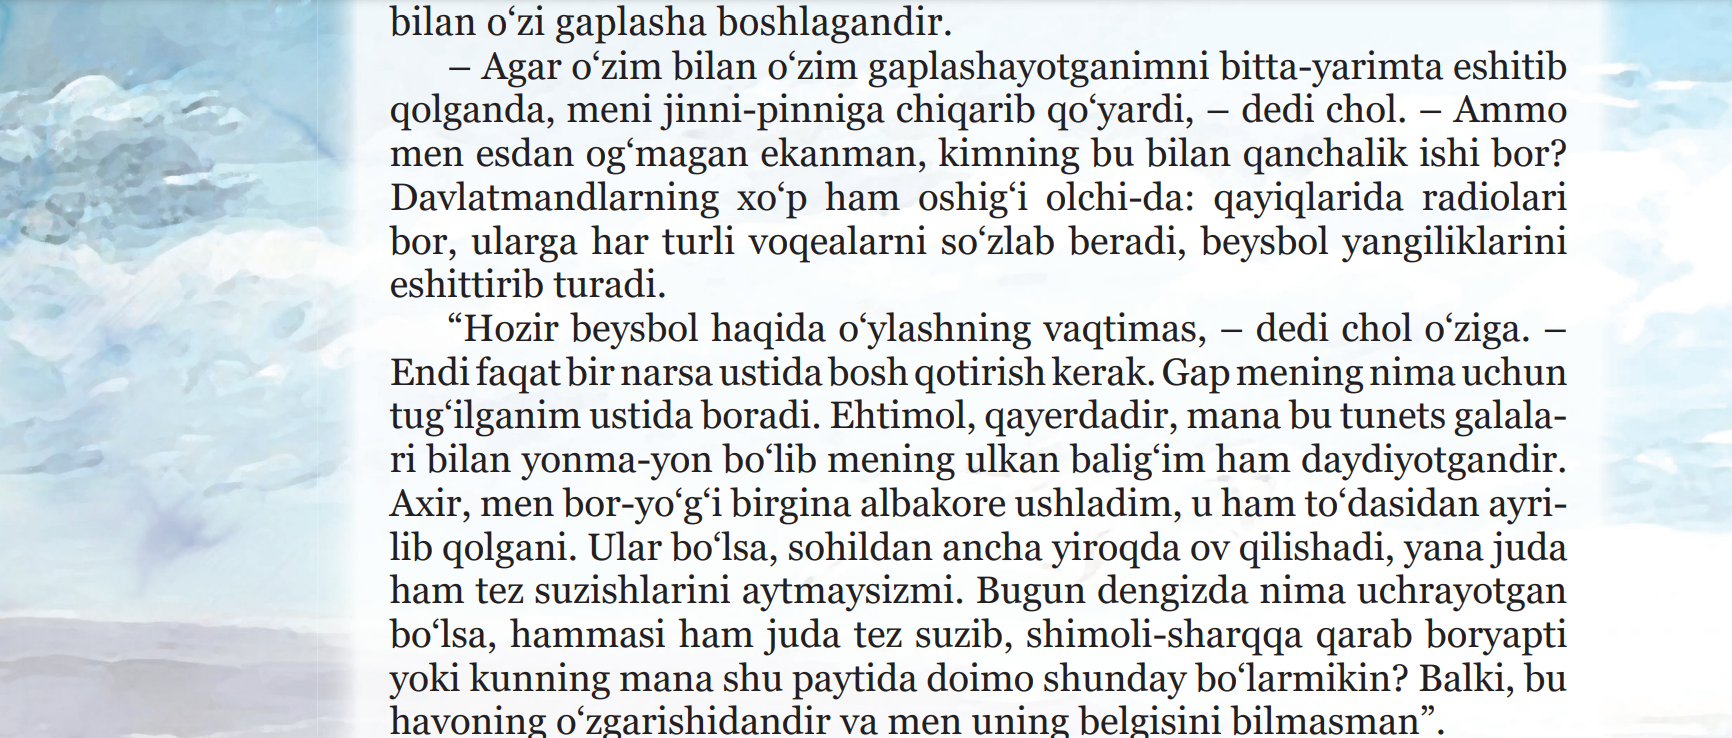 bilan o‘zi gaplasha boshlagandir.
– Agar o‘zim bilan o‘zim gaplashayotganimni bitta-yarimta eshitib
qolganda, meni jinni-pinniga chiqarib qo‘yardi, – dedi chol. – Ammo
men esdan og‘magan ekanman, kimning bu bilan qanchalik ishi bor?
Davlatmandlarning xo‘p ham oshig‘i olchi-da: qayiqlarida radiolari
bor, ularga har turli voqealarni so‘zlab beradi, beysbol yangiliklarini
eshittirib turadi.
“Hozir beysbol haqida o‘ylashning vaqtimas, – dedi chol o‘ziga. –
Endi faqat bir narsa ustida bosh qotirish kerak. Gap mening nima uchun
tug‘ilganim ustida boradi. Ehtimol, qayerdadir, mana bu tunets galala-
ri bilan yonma-yon bo‘lib mening ulkan balig‘im ham daydiyotgandir.
Axir, men bor-yo‘g‘i birgina albakore ushladim, u ham to‘dasidan ayri-
lib qolgani. Ular bo‘lsa, sohildan ancha yiroqda ov qilishadi, yana juda
ham tez suzishlarini aytmaysizmi. Bugun dengizda nima uchrayotgan
bo‘lsa, hammasi ham juda tez suzib, shimoli-sharqqa qarab boryapti
yoki kunning mana shu paytida doimo shunday bo‘larmikin? Balki, bu
havoning o‘zgarishidandir va men uning belgisini bilmasman”.